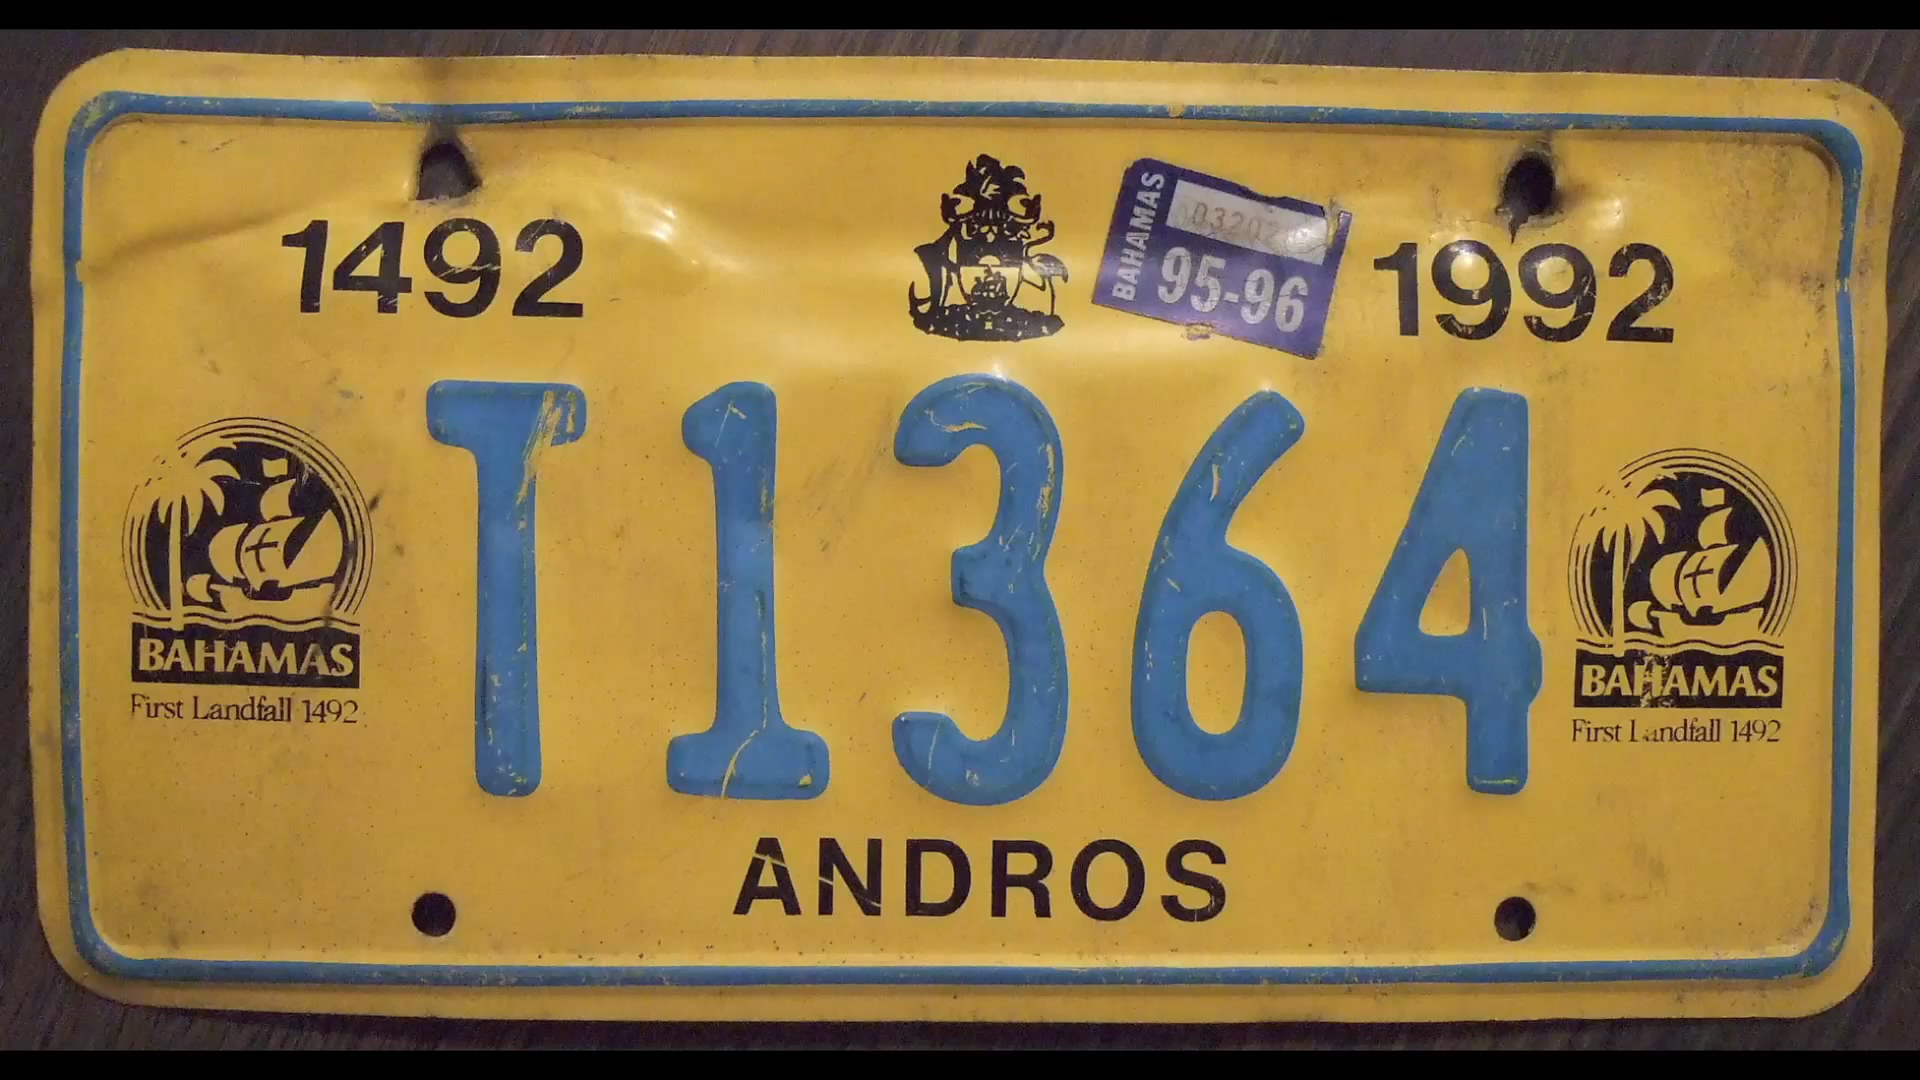 1492
BAHAMAS
95-96
1992
T1364
BAHAMAS
First Landfall 1492
BAHAMAS
First Landfall 1492
ANDROS